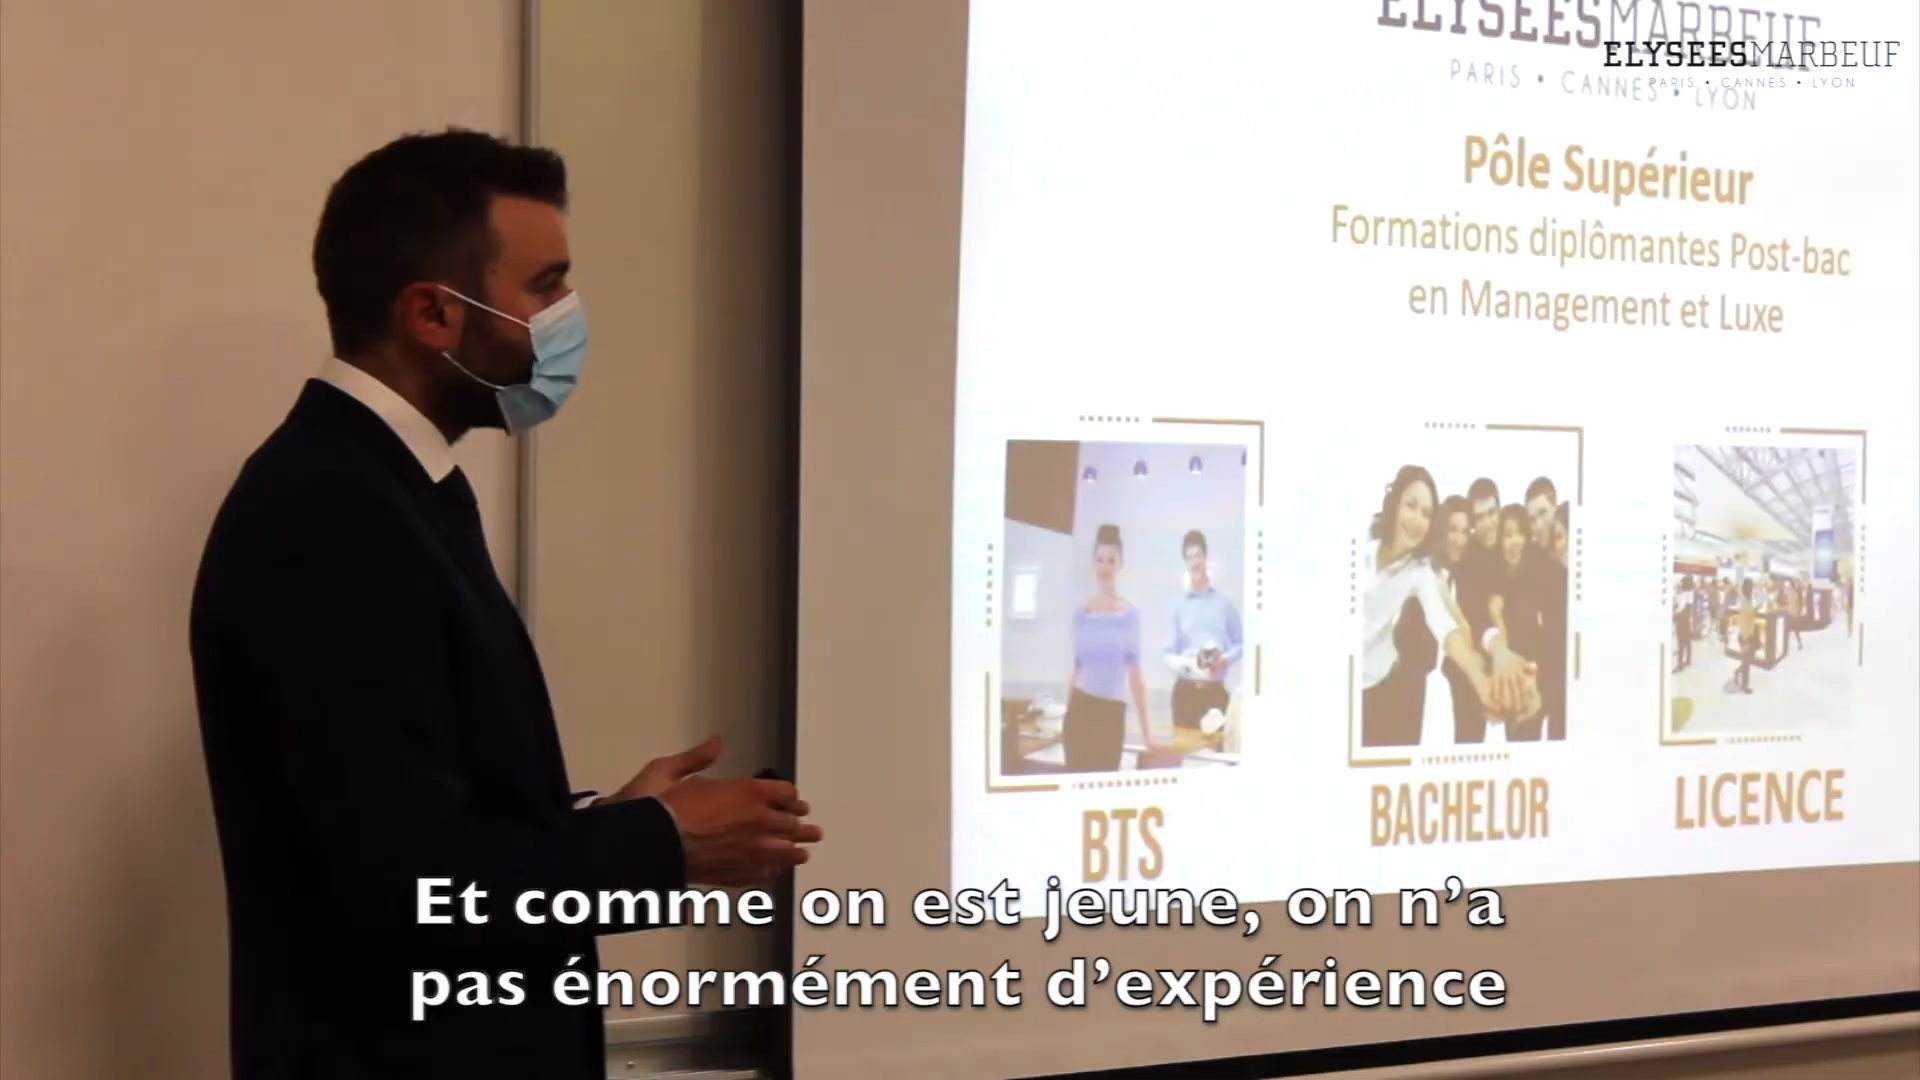 ELYSEESMARBEUF
PARIS • CANNES • LYON
ELYSEESMARBEUF
PARIS • CANNES • LYON
Pôle Supérieur
Formations diplômantes Post-bac
en Management et Luxe
BTS
BACHELOR
LICENCE
Et comme on est jeune, on n’a
pas énormément d’expérience